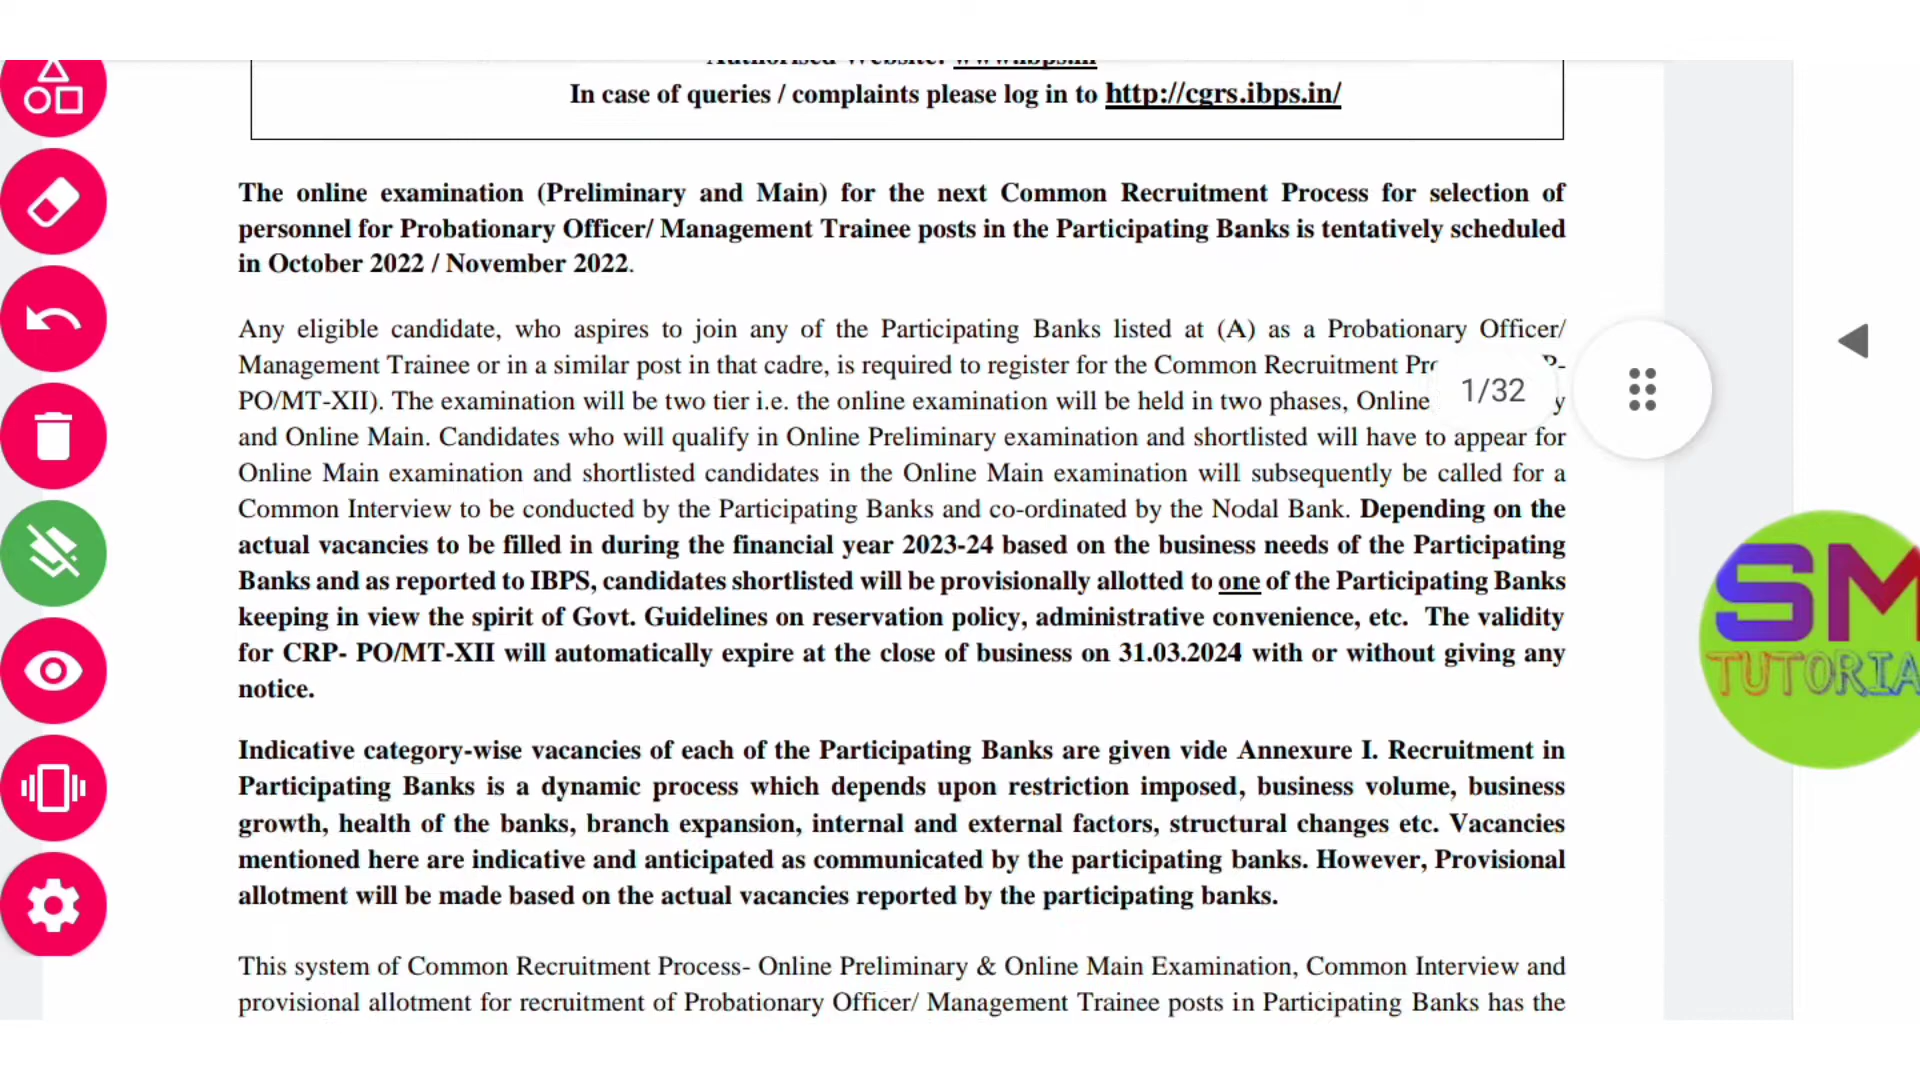 In case of queries / complaints please log in to http://cgrs.ibps.in/
The online examination (Preliminary and Main) for the next Common Recruitment Process for selection of
personnel for Probationary Officer/ Management Trainee posts in the Participating Banks is tentatively scheduled
in October 2022 / November 2022.
Any eligible candidate, who aspires to join any of the Participating Banks listed at (A) as a Probationary Officer/
Management Trainee or in a similar post in that cadre, is required to register for the Common Recruitment
PO/MT-XII). The examination will be two tier i.e. the online examination will be held in two phases, Online
1/32
and Online Main. Candidates who will qualify in Online Preliminary examination and shortlisted will have to appear for
Online Main examination and shortlisted candidates in the Online Main examination will subsequently be called for a
Common Interview to be conducted by the Participating Banks and co-ordinated by the Nodal Bank. Depending on the
actual vacancies to be filled in during the financial year 2023-24 based on the business needs of the Participating
Banks and as reported to IBPS, candidates shortlisted will be provisionally allotted to one of the Participating Banks
keeping in view the spirit of Govt. Guidelines on reservation policy, administrative convenience, etc. The validity
for CRP- PO/MT-XII will automatically expire at the close of business on 31.03.2024 with or without giving any
notice.
Indicative category-wise vacancies of each of the Participating Banks are given vide Annexure I. Recruitment in
Participating Banks is a dynamic process which depends upon restriction imposed, business volume, business
growth, health of the banks, branch expansion, internal and external factors, structural changes etc. Vacancies
mentioned here are indicative and anticipated as communicated by the participating banks. However, Provisional
allotment will be made based on the actual vacancies reported by the participating banks.
This system of Common Recruitment Process- Online Preliminary & Online Main Examination, Common Interview and
provisional allotment for recruitment of Probationary Officer/ Management Trainee posts in Participating Banks has the
SM
TUTORIA